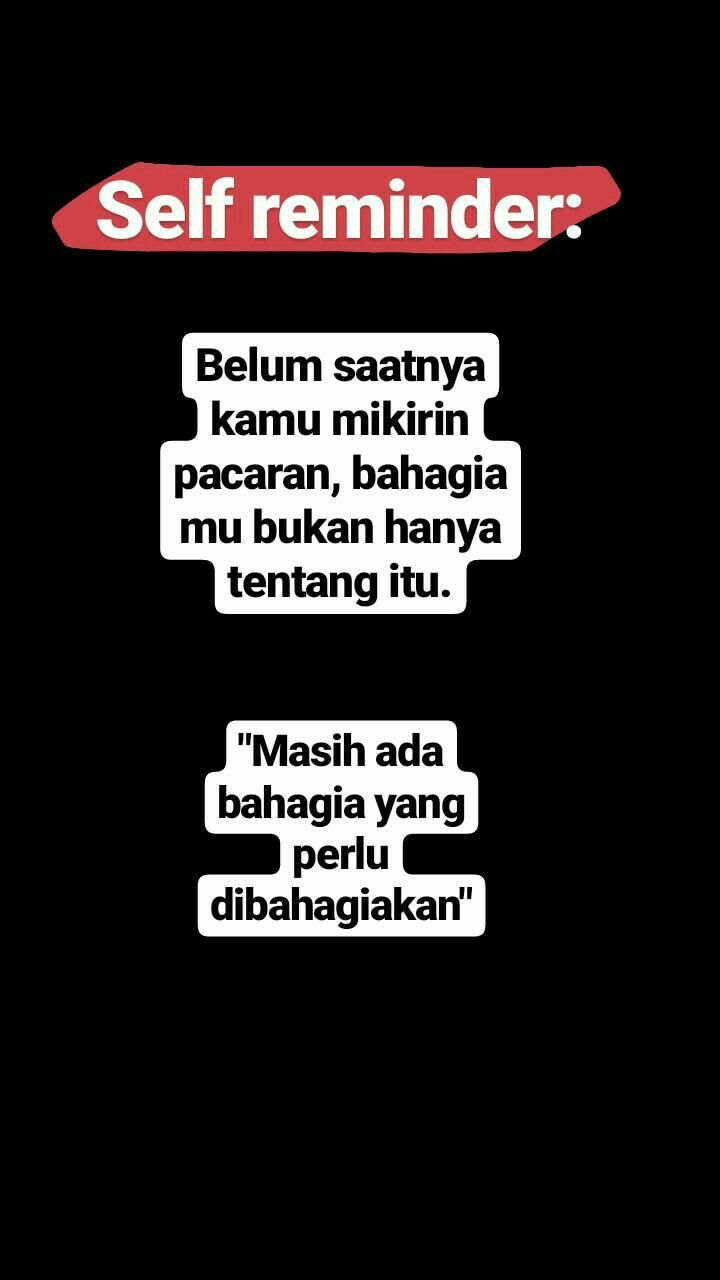 Self reminder:
Belum saatnya
kamu mikirin
pacaran, bahagia
mu bukan hanya
tentang itu.
"Masih ada
bahagia yang
perlu
dibahagiakan"